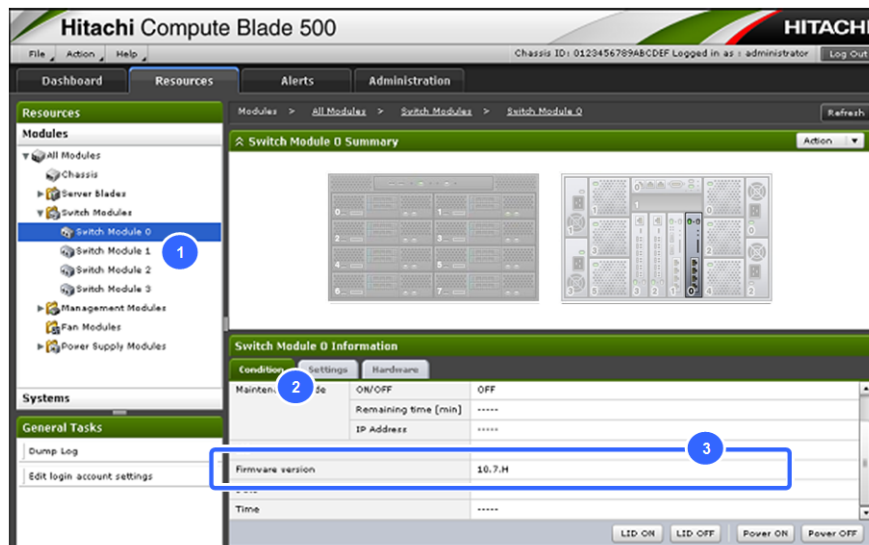 Hitachi Compute Blade 500
HITACHI
File Action Help
Chassis ID: 0123456789ABCDEF Logged in as : administrator Log Out
Dashboard Resources Alerts Administration
Resources
Modules
All Modules
Chassis
Server Blades
Switch Modules
Switch Module 0
Switch Module 1
Switch Module 2
Switch Module 3
Management Modules
Fan Modules
Power Supply Modules
1
Systems
General Tasks
Dump Log
Edit login account settings
Modules > All Modules > Switch Modules > Switch Module 0
Refresh
Switch Module 0 Summary
Action
Switch Module 0 Information
Condition Settings Hardware
2
ON/OFF OFF
Remaining time [min] -----
IP Address -----
3
Firmware version 10.7.H
Time -----
LID ON LID OFF Power ON Power OFF